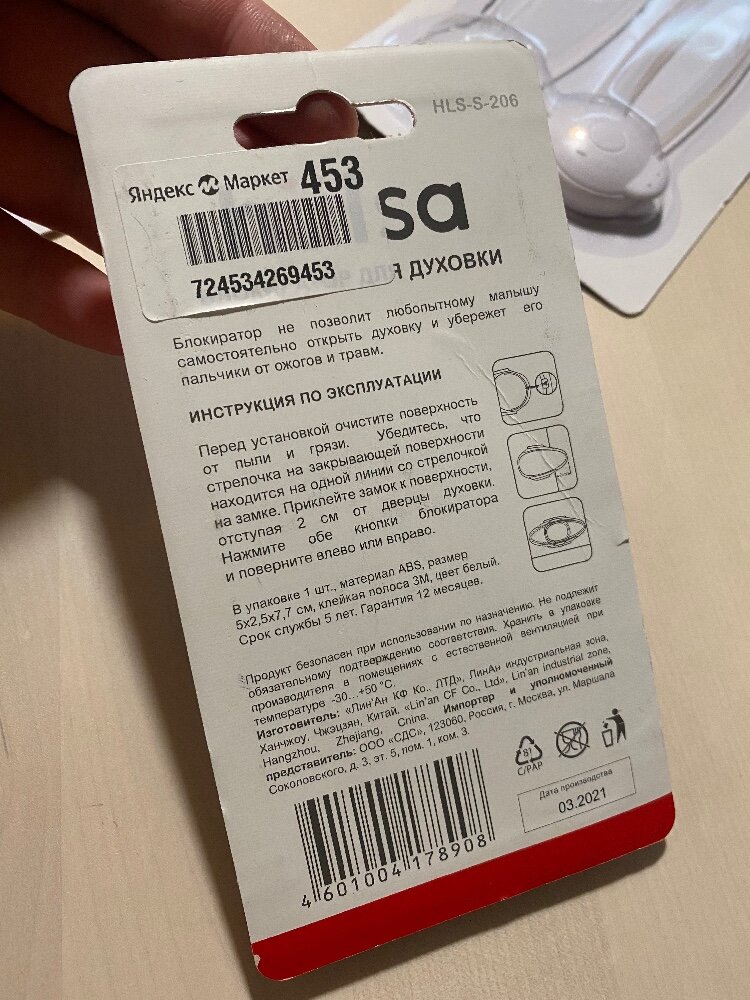 HLS-S-206
Яндекс Маркет 453
724534269453
sa
ДУХОВКИ
Блокиратор не позволит любопытному малышу
самостоятельно открыть духовку и убережет его
пальчики от ожогов и травм.
ИНСТРУКЦИЯ ПО ЭКСПЛУАТАЦИИ
Перед установкой очистите поверхность
от пыли и грязи. Убедитесь, что
стрелочка на закрывающей поверхности
находится на одной линии со стрелочкой
на замке. Приклейте замок к поверхности,
отступая 2 см от дверцы духовки.
Нажмите обе кнопки блокиратора
и поверните влево или вправо.
В упаковке 1 шт., материал ABS, размер
5х2,5х7,7 см, клейкая полоса 3М, цвет белый.
Срок службы 5 лет. Гарантия 12 месяцев.
Продукт безопасен при использовании по назначению. Не подлежит
обязательному подтверждению соответствия. Хранить в упаковке
производителя в помещениях с естественной вентиляцией при
температуре -30...+50 °C.
Изготовитель: «Лин'Ан КФ Ко., ЛТД», ЛинАн индустриальная зона,
Ханчжоу, Чжэцзян, Китай. «Lin'an CF Co., Ltd», Lin'an industrial zone,
Hangzhou, Zhejiang, China. Импортер и уполномоченный
представитель: ООО «СДС», 123060, Россия, г. Москва, ул. Маршала
Соколовского, д. 3, эт. 5, пом. 1, ком. 3.
81
C/PAP
Дата производства
03.2021
4 601004 178908